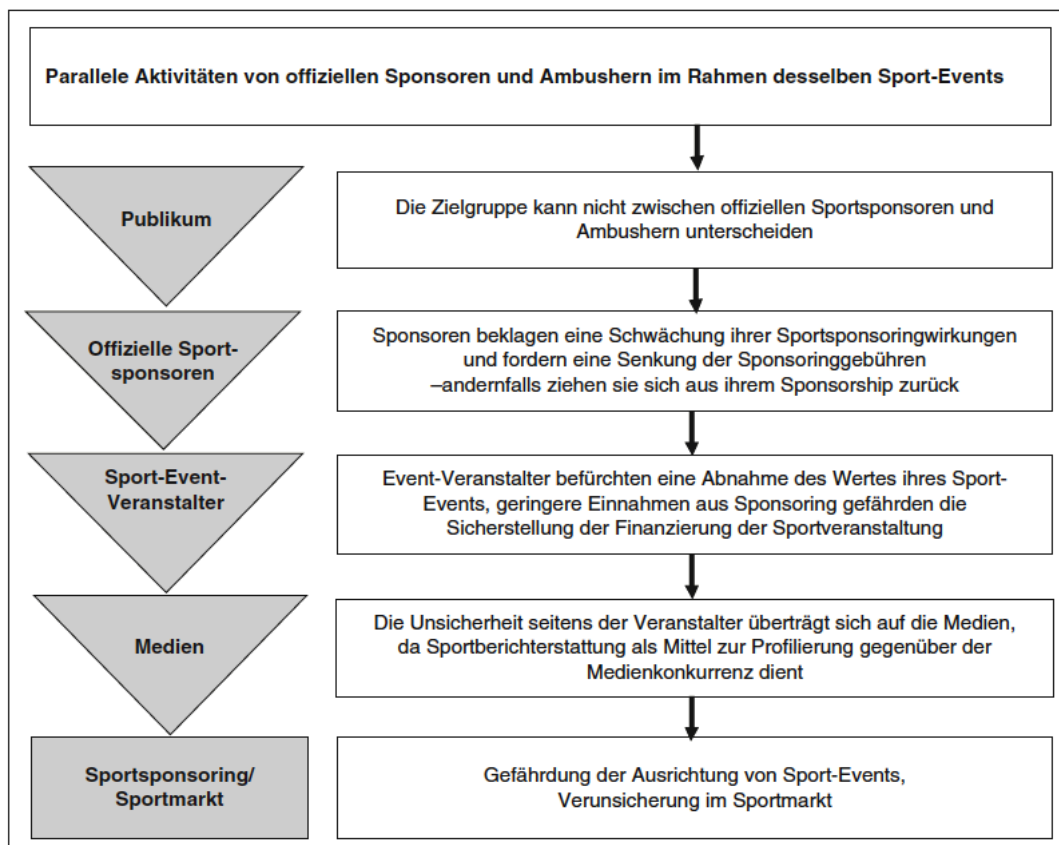 Parallele Aktivitäten von offiziellen Sponsoren und Ambushern im Rahmen desselben Sport-Events
Publikum
Die Zielgruppe kann nicht zwischen offiziellen Sportsponsoren und
Ambushern unterscheiden
Offizielle Sport-
sponsoren
Sponsoren beklagen eine Schwächung ihrer Sportsponsoringwirkungen
und fordern eine Senkung der Sponsoringgebühren
–andernfalls ziehen sie sich aus ihrem Sponsorship zurück
Sport-Event-
Veranstalter
Event-Veranstalter befürchten eine Abnahme des Wertes ihres Sport-
Events, geringere Einnahmen aus Sponsoring gefährden die
Sicherstellung der Finanzierung der Sportveranstaltung
Medien
Die Unsicherheit seitens der Veranstalter überträgt sich auf die Medien,
da Sportberichterstattung als Mittel zur Profilierung gegenüber der
Medienkonkurrenz dient
Sportsponsoring/
Sportmarkt
Gefährdung der Ausrichtung von Sport-Events,
Verunsicherung im Sportmarkt